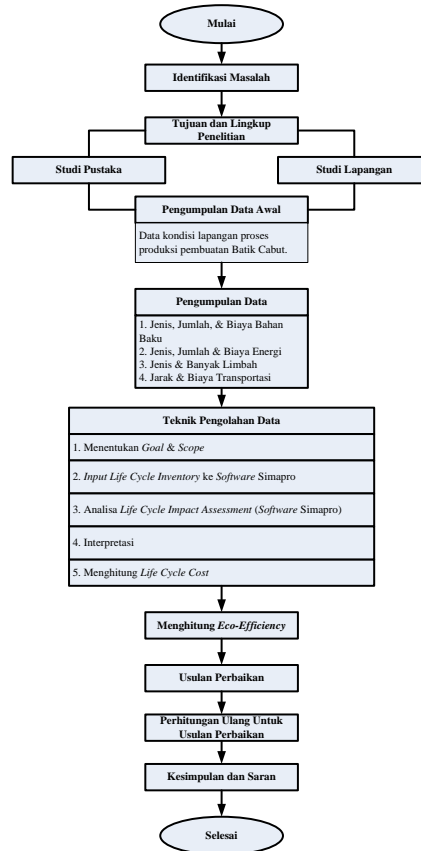 Mulai
Identifikasi Masalah
Tujuan dan Lingkup
Penelitian
Studi Pustaka
Studi Lapangan
Pengumpulan Data Awal
Data kondisi lapangan proses
produksi pembuatan Batik Cabut.
Pengumpulan Data
1. Jenis, Jumlah, & Biaya Bahan
Baku
2. Jenis, Jumlah & Biaya Energi
3. Jenis & Banyak Limbah
4. Jarak & Biaya Transportasi
Teknik Pengolahan Data
1. Menentukan Goal & Scope
2. Input Life Cycle Inventory ke Software Simapro
3. Analisa Life Cycle Impact Assessment (Software Simapro)
4. Interpretasi
5. Menghitung Life Cycle Cost
Menghitung Eco-Efficiency
Usulan Perbaikan
Perhitungan Ulang Untuk
Usulan Perbaikan
Kesimpulan dan Saran
Selesai